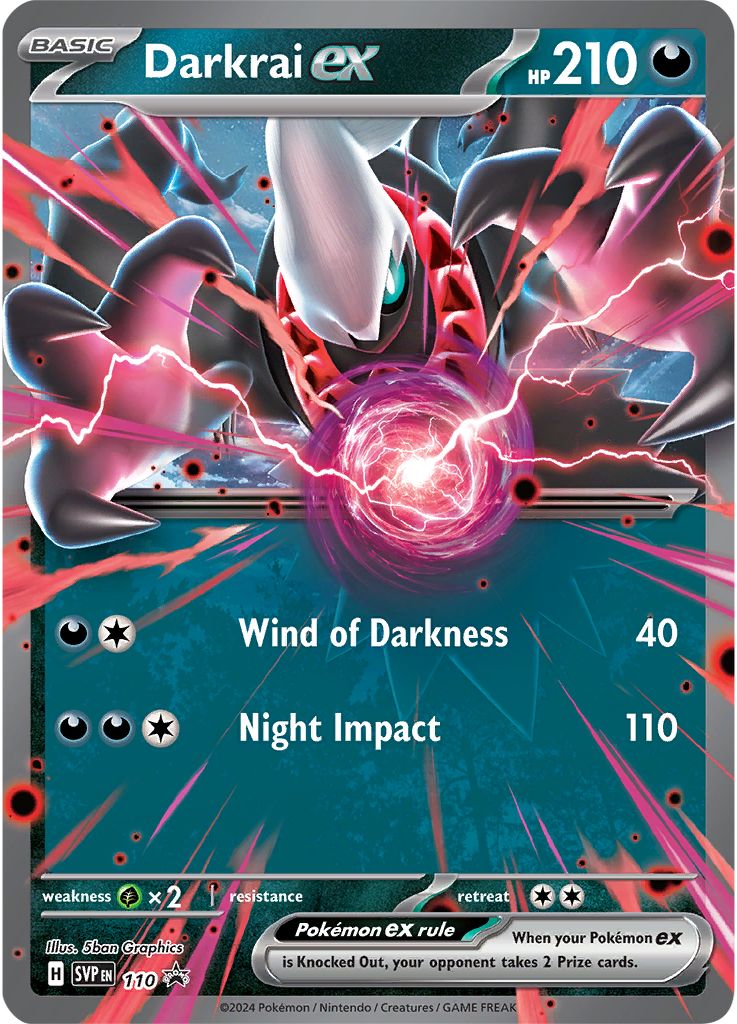 BASIC
Darkrai ex
HP 210
Wind of Darkness 40
Night Impact 110
weakness ×2 resistance retreat
Pokémon ex rule When your Pokémon ex
is Knocked Out, your opponent takes 2 Prize cards.
Illus. 5ban Graphics
H SVP EN 110
©2024 Pokémon / Nintendo / Creatures / GAME FREAK